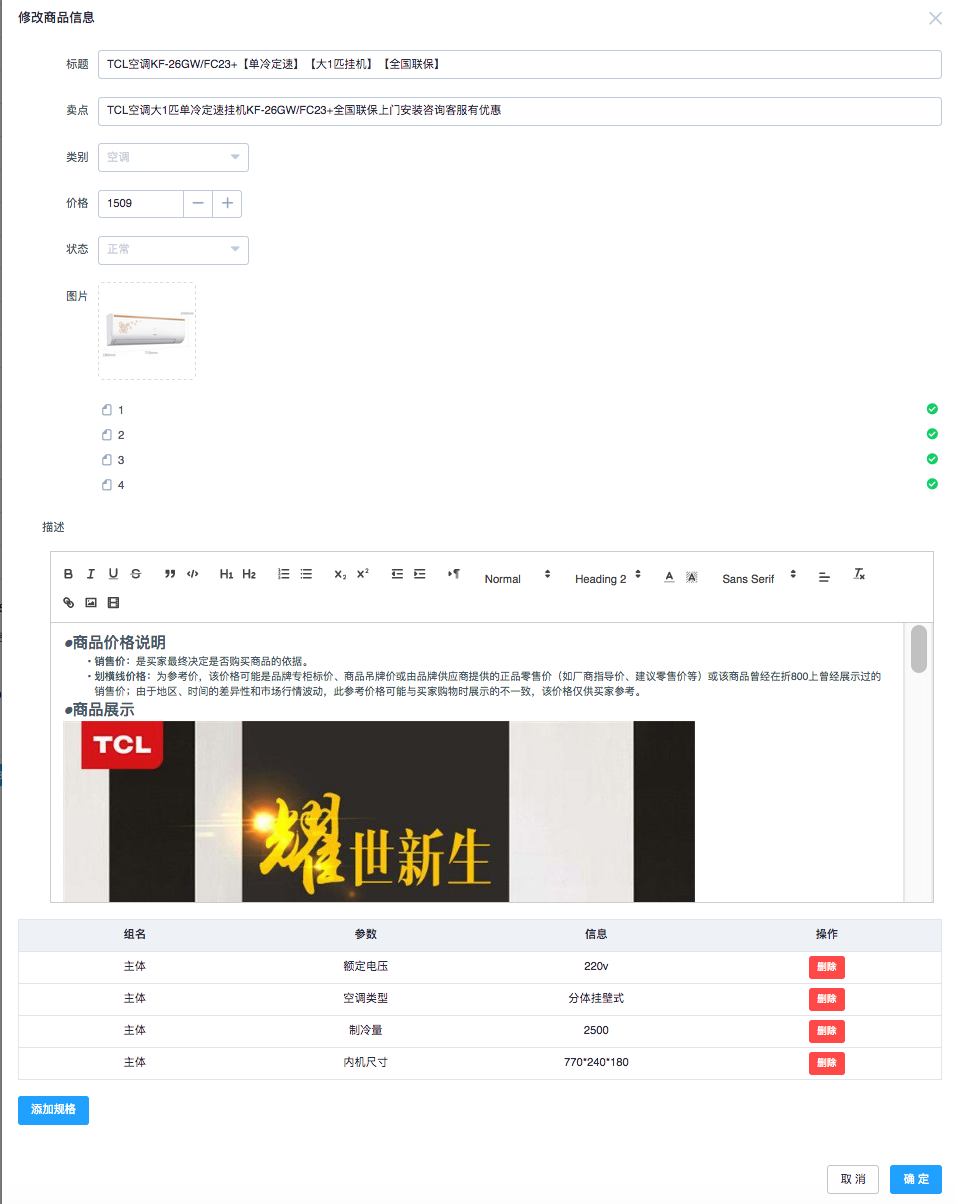 修改商品信息
标题 TCL空调KF-26GW/FC23+【单冷定速】【大1匹挂机】【全国联保】
卖点 TCL空调大1匹单冷定速挂机KF-26GW/FC23+全国联保上门安装咨询客服有优惠
类别 空调
价格 1509
状态 正常
图片
1
2
3
4
描述
B I U S H1 H2 X2 X2 Normal Heading 2 A A Sans Serif Tx
●商品价格说明
• 销售价：是买家最终决定是否购买商品的依据。
• 划横线价格：为参考价，该价格可能是品牌专柜标价、商品吊牌价或由品牌供应商提供的正品零售价（如厂商指导价、建议零售价等）或该商品曾经在折800上曾经展示过的
销售价；由于地区、时间的差异性和市场行情波动，此参考价格可能与买家购物时展示的不一致，该价格仅供买家参考。
●商品展示
TCL
耀世新生
组名 参数 信息 操作
主体 额定电压 220v 删除
主体 空调类型 分体挂壁式 删除
主体 制冷量 2500 删除
主体 内机尺寸 770*240*180 删除
添加规格
取 消 确 定